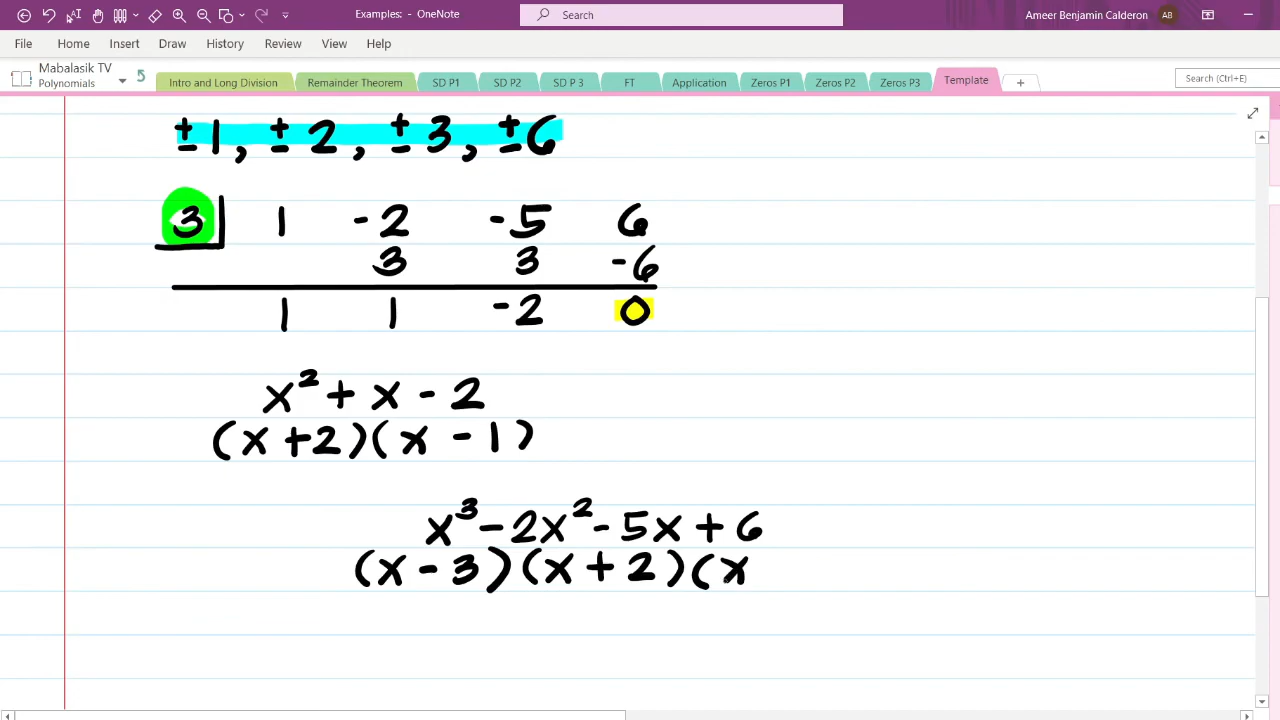 Examples: - OneNote
Search
Ameer Benjamin Calderon AB
File Home Insert Draw History Review View Help
Mabalasik TV
Polynomials
Intro and Long Division Remainder Theorem SD P1 SD P2 SD P 3 FT Application Zeros P1 Zeros P2 Zeros P3 Template +
Search (Ctrl+E)
±1, ±2, ±3, ±6
3 1 -2 -5 6
3 3 -6
1 1 -2 0
x² + x - 2
(x +2)(x - 1)
x³ - 2x² - 5x + 6
(x - 3)(x + 2)(x